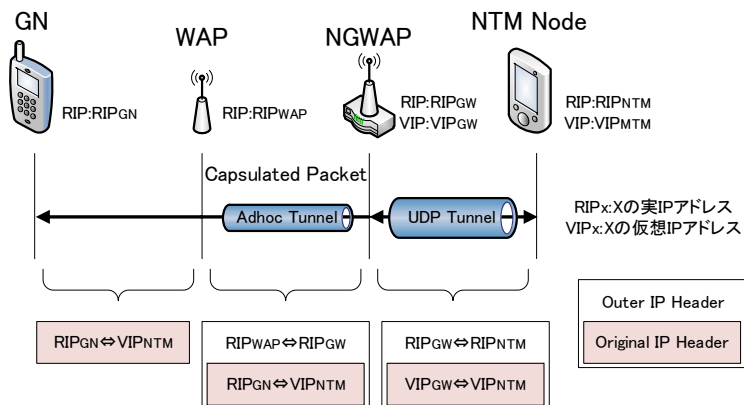 GN
WAP
NGWAP
NTM Node
RIP:RIPGN
RIP:RIPWAP
RIP:RIPGW
VIP:VIPGW
RIP:RIPNTM
VIP:VIPMTM
Capsulated Packet
Adhoc Tunnel
UDP Tunnel
RIPx:Xの実IPアドレス
VIPx:Xの仮想IPアドレス
RIPGN⇔VIPNTM
RIPWAP⇔RIPGW
RIPGN⇔VIPNTM
RIPGW⇔RIPNTM
VIPGW⇔VIPNTM
Outer IP Header
Original IP Header